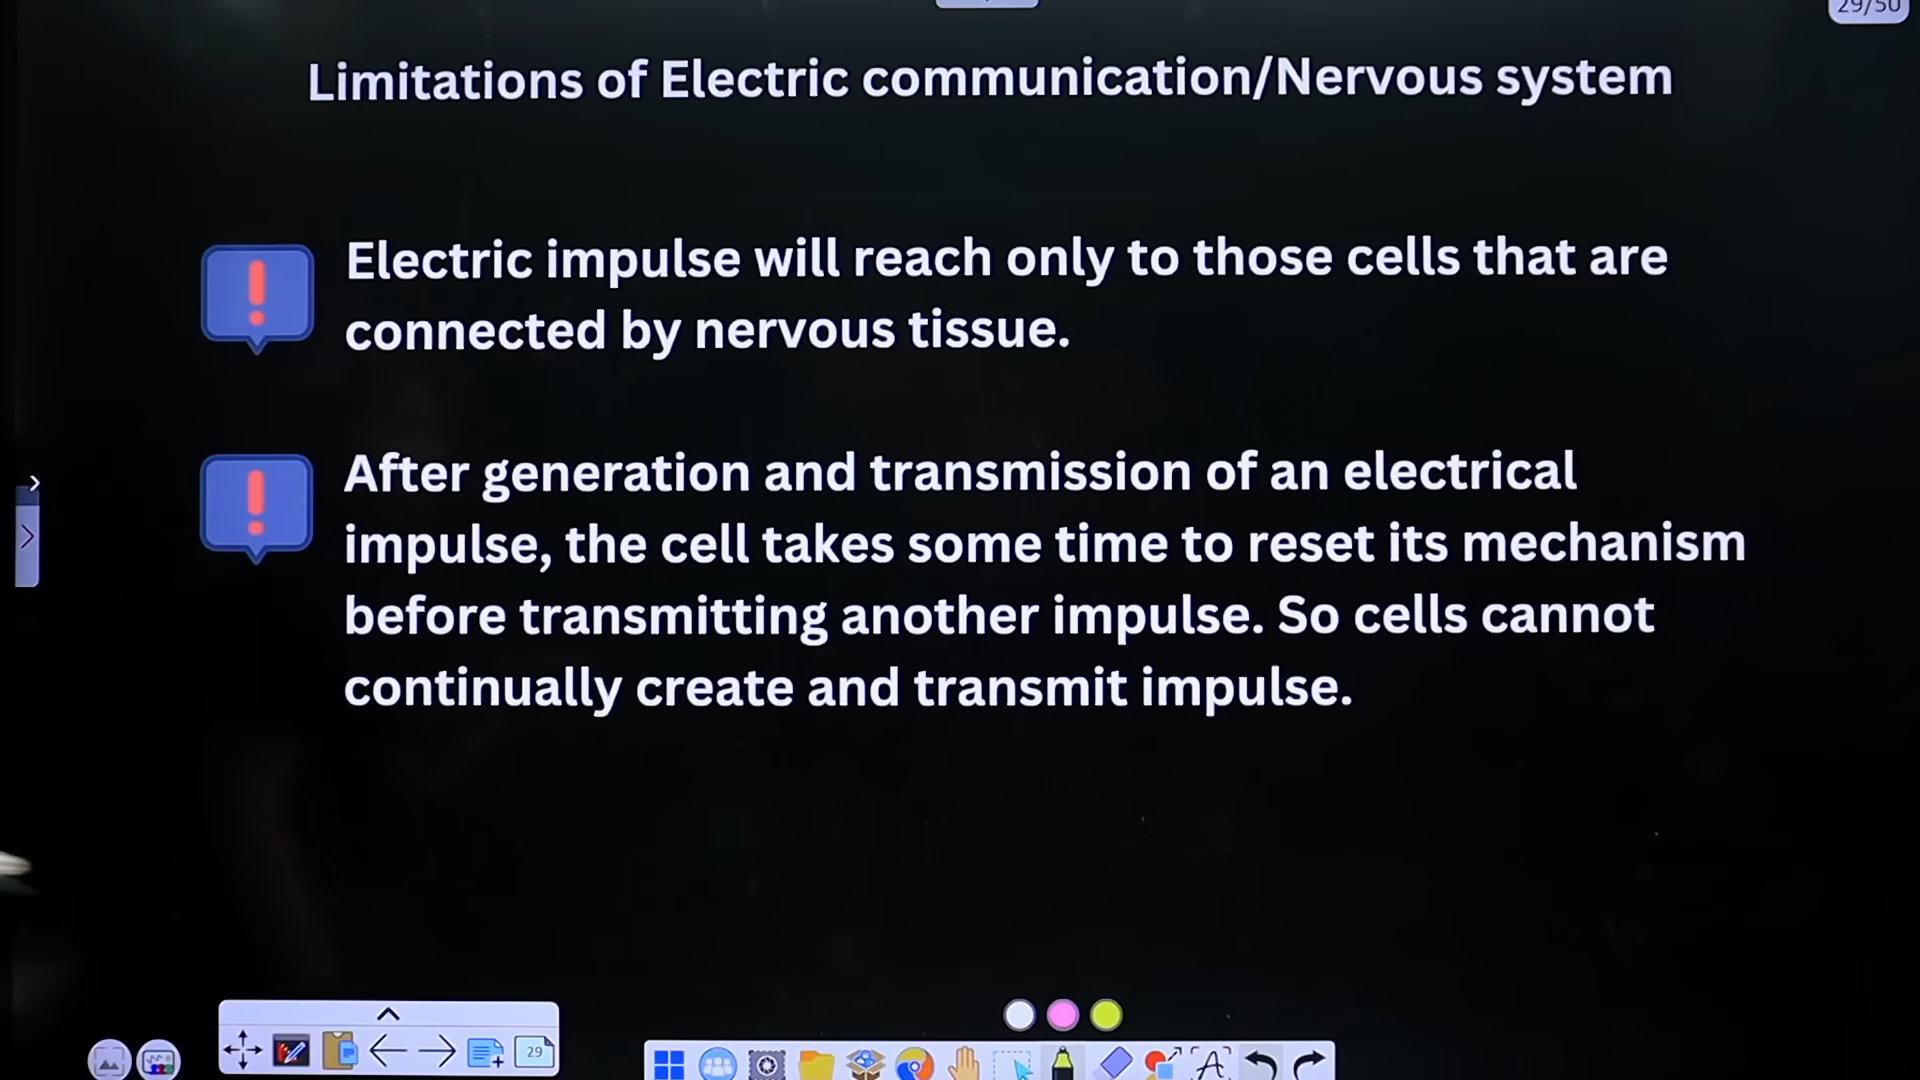 29/50
Limitations of Electric communication/Nervous system
Electric impulse will reach only to those cells that are
connected by nervous tissue.
After generation and transmission of an electrical
impulse, the cell takes some time to reset its mechanism
before transmitting another impulse. So cells cannot
continually create and transmit impulse.
29